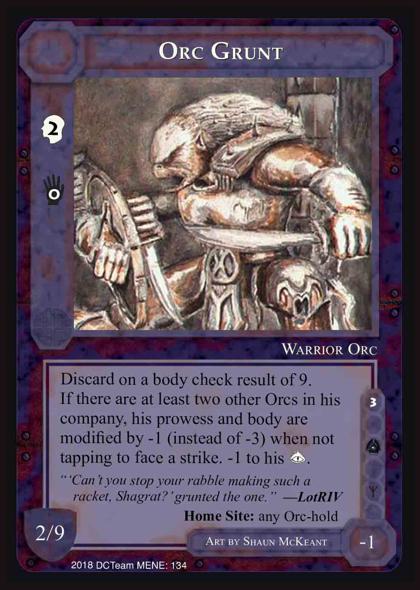 Orc Grunt
2
0
Warrior Orc
Discard on a body check result of 9.
If there are at least two other Orcs in his
company, his prowess and body are
modified by -1 (instead of -3) when not
tapping to face a strike. -1 to his .
“‘Can’t you stop your rabble making such a
racket, Shagrat?’ grunted the one.” —LotRIV
Home Site: any Orc-hold
3
2/9
Art by Shaun McKeant
-1
2018 DCTeam MENE: 134